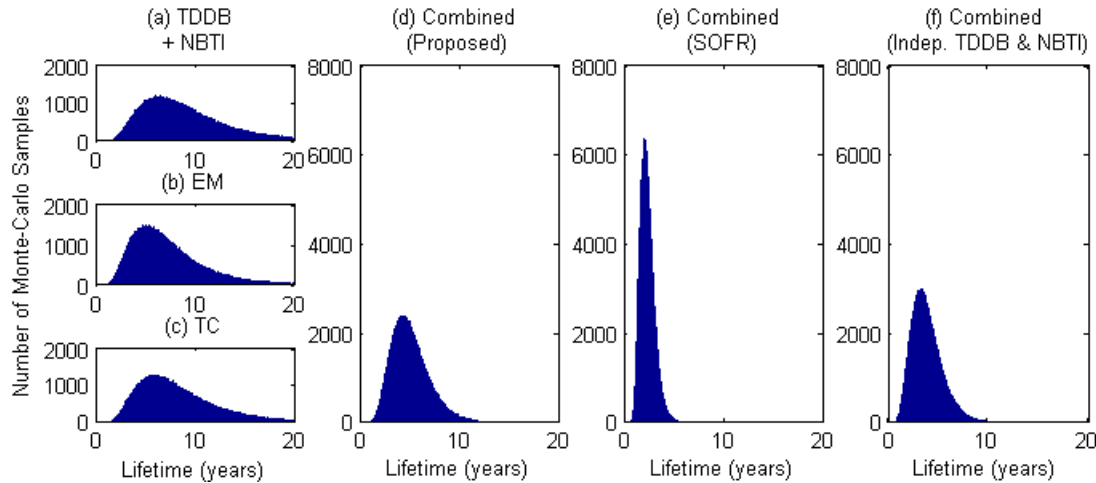 (a) TDDB
+ NBTI
2000
1000
0
0
10
20
(b) EM
2000
1000
0
0
10
20
(c) TC
2000
1000
0
0
10
20
Lifetime (years)
Number of Monte-Carlo Samples
(d) Combined
(Proposed)
8000
6000
4000
2000
0
0
10
20
Lifetime (years)
(e) Combined
(SOFR)
8000
6000
4000
2000
0
0
10
20
Lifetime (years)
(f) Combined
(Indep. TDDB & NBTI)
8000
6000
4000
2000
0
0
10
20
Lifetime (years)